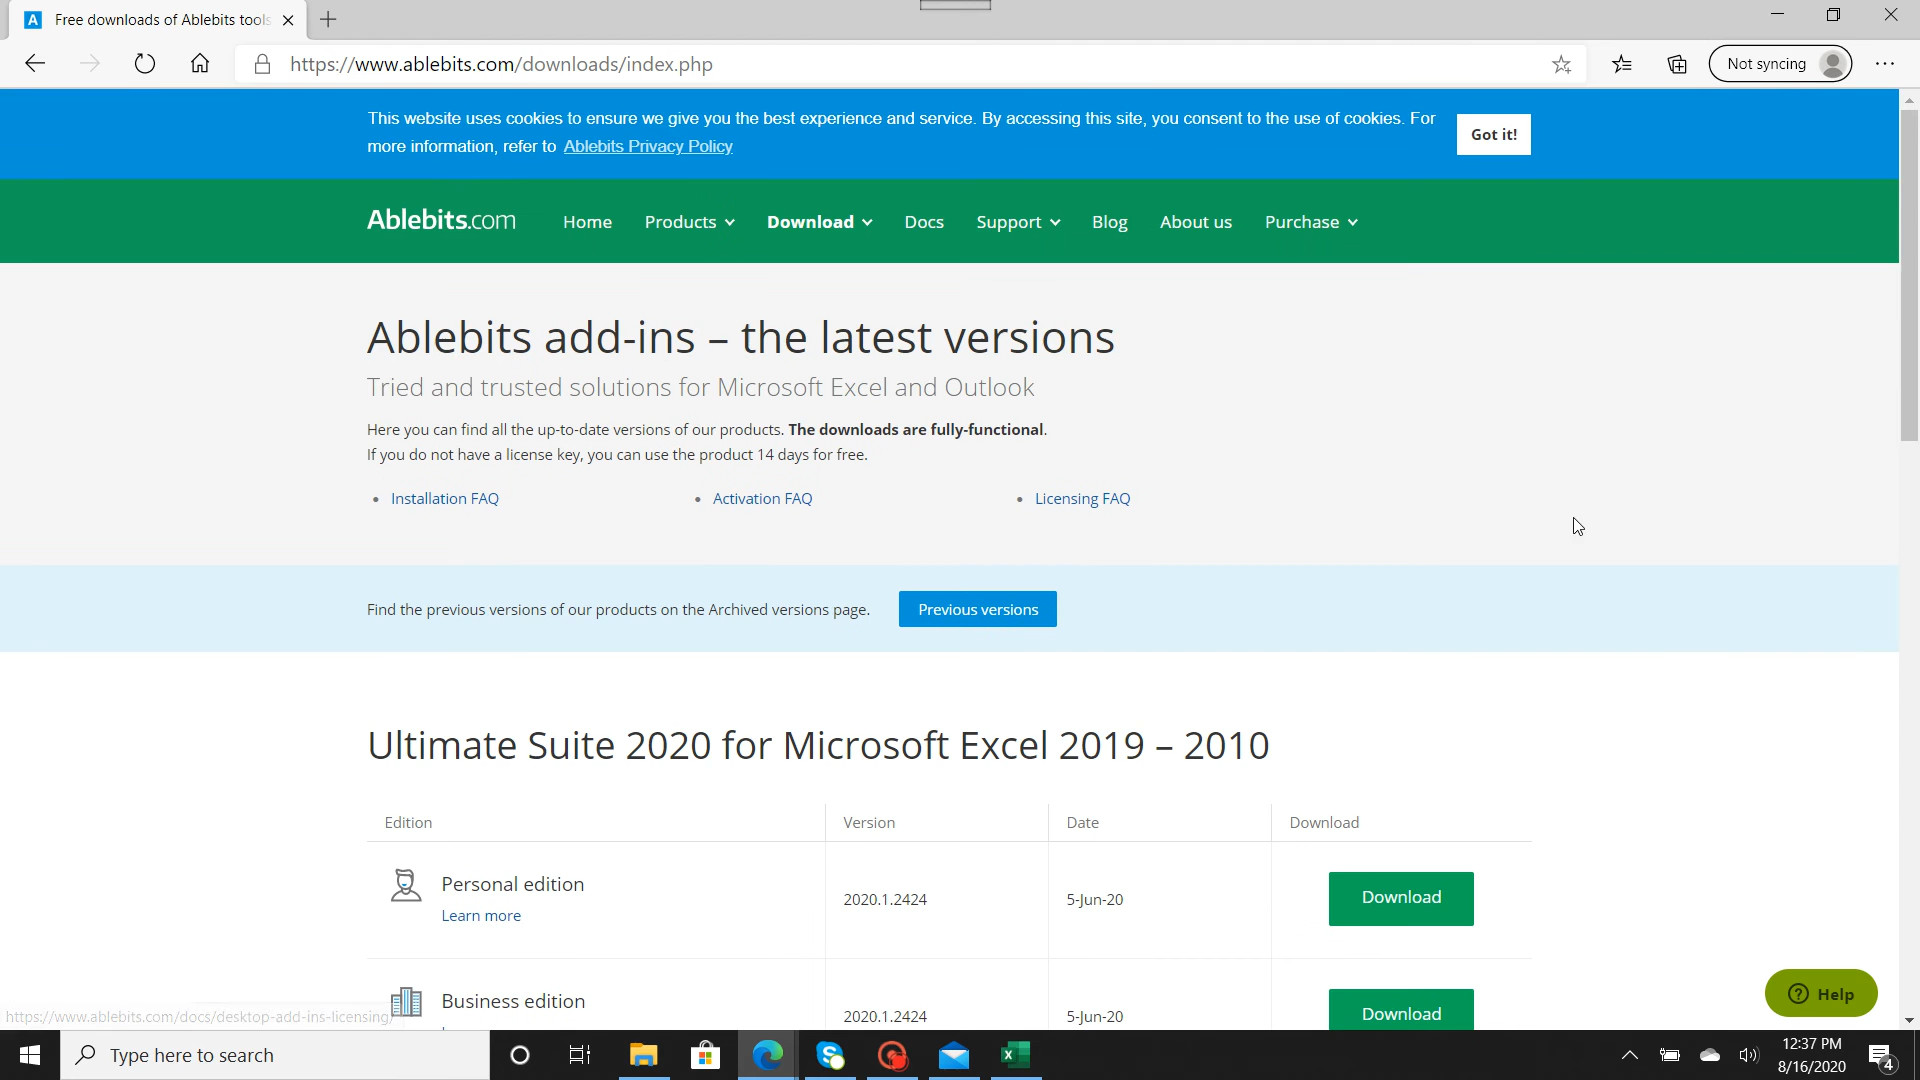 Free downloads of Ablebits tools
https://www.ablebits.com/downloads/index.php
Not syncing
This website uses cookies to ensure we give you the best experience and service. By accessing this site, you consent to the use of cookies. For
more information, refer to Ablebits Privacy Policy
Got it!
Ablebits.com
Home
Products
Download
Docs
Support
Blog
About us
Purchase
Ablebits add-ins – the latest versions
Tried and trusted solutions for Microsoft Excel and Outlook
Here you can find all the up-to-date versions of our products. The downloads are fully-functional.
If you do not have a license key, you can use the product 14 days for free.
• Installation FAQ
• Activation FAQ
• Licensing FAQ
Find the previous versions of our products on the Archived versions page.
Previous versions
Ultimate Suite 2020 for Microsoft Excel 2019 – 2010
Edition
Version
Date
Download
Personal edition
Learn more
2020.1.2424
5-Jun-20
Download
Business edition
2020.1.2424
5-Jun-20
Download
Help
https://www.ablebits.com/docs/desktop-add-ins-licensing/
Type here to search
12:37 PM
8/16/2020
4